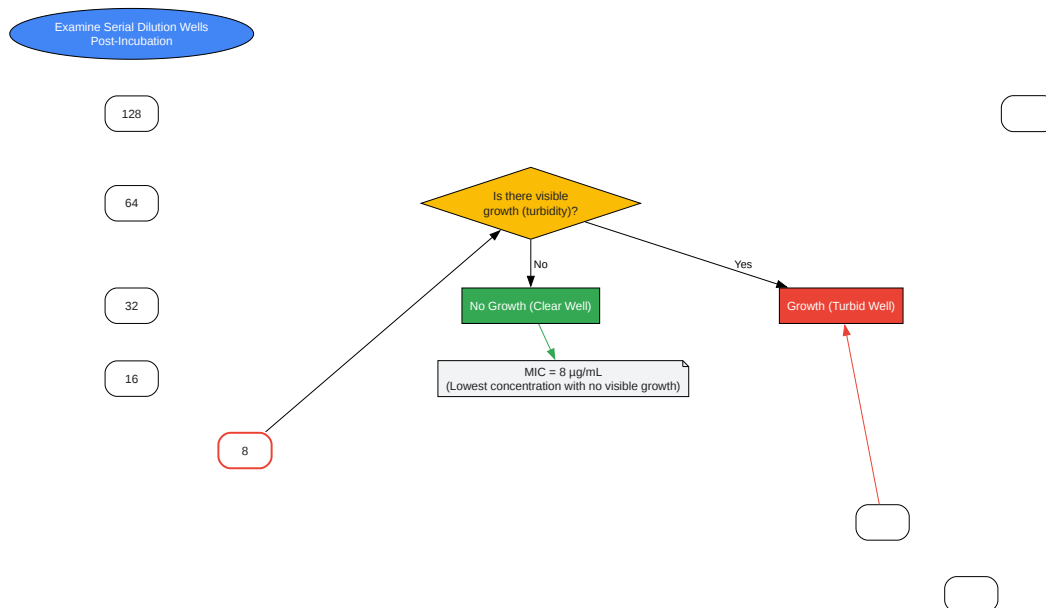 Examine Serial Dilution Wells
Post-Incubation
128
64
Is there visible
growth (turbidity)?
No
Yes
32
No Growth (Clear Well)
Growth (Turbid Well)
16
MIC = 8 µg/mL
(Lowest concentration with no visible growth)
8